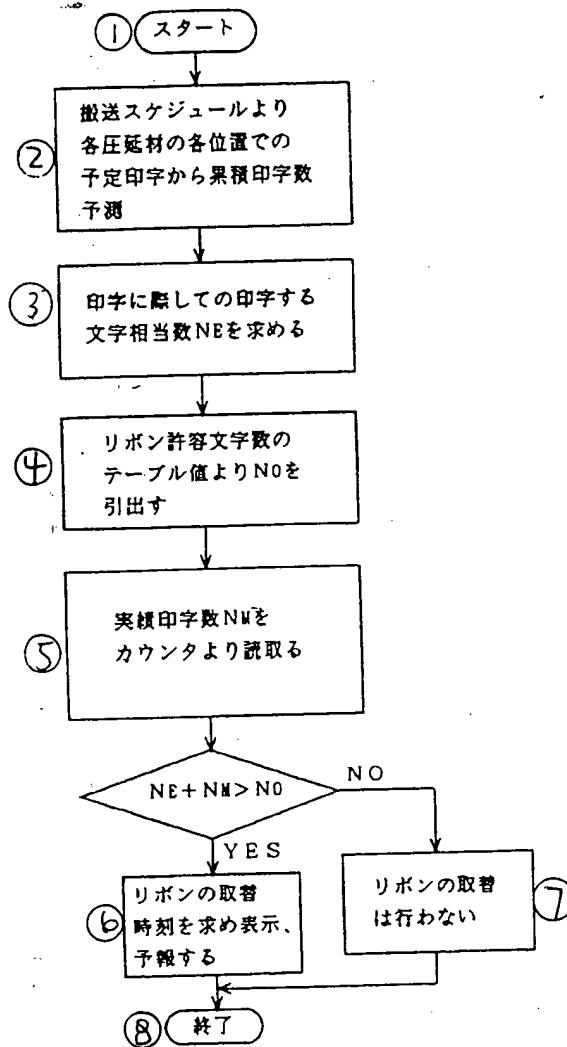 ① スタート
②
搬送スケジュールより
各圧延材の各位置での
予定印字から累積印字数
予測
③
印字に際しての印字する
文字相当数NEを求める
④
リボン許容文字数の
テーブル値よりN0を
引出す
⑤
実績印字数NMを
カウンタより読取る
NE+NM>N0
NO
YES
⑥
リボンの取替
時刻を求め表示、
予報する
⑦
リボンの取替
は行わない
⑧ 終了